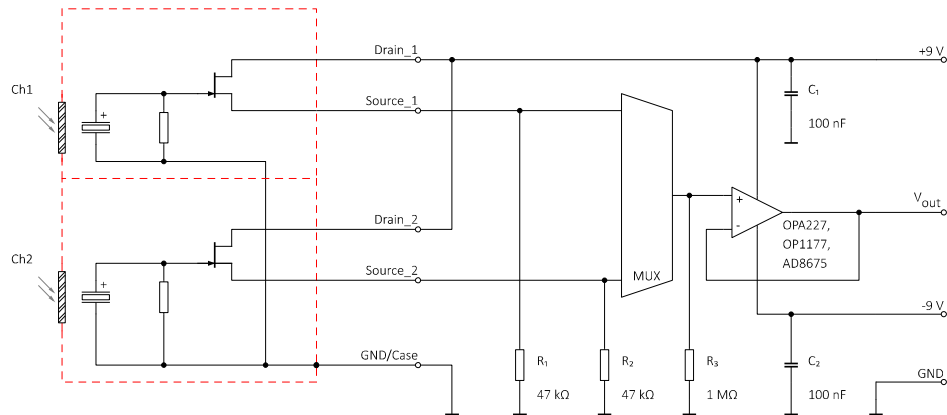 Drain_1
+9 V
Ch1
+
Source_1
C₁
100 nF
Drain_2
+
-
Vout
OPA227,
OP1177,
AD8675
Ch2
+
Source_2
MUX
-9 V
GND/Case
R₁
R₂
R₃
C₂
GND
47 kΩ
47 kΩ
1 MΩ
100 nF